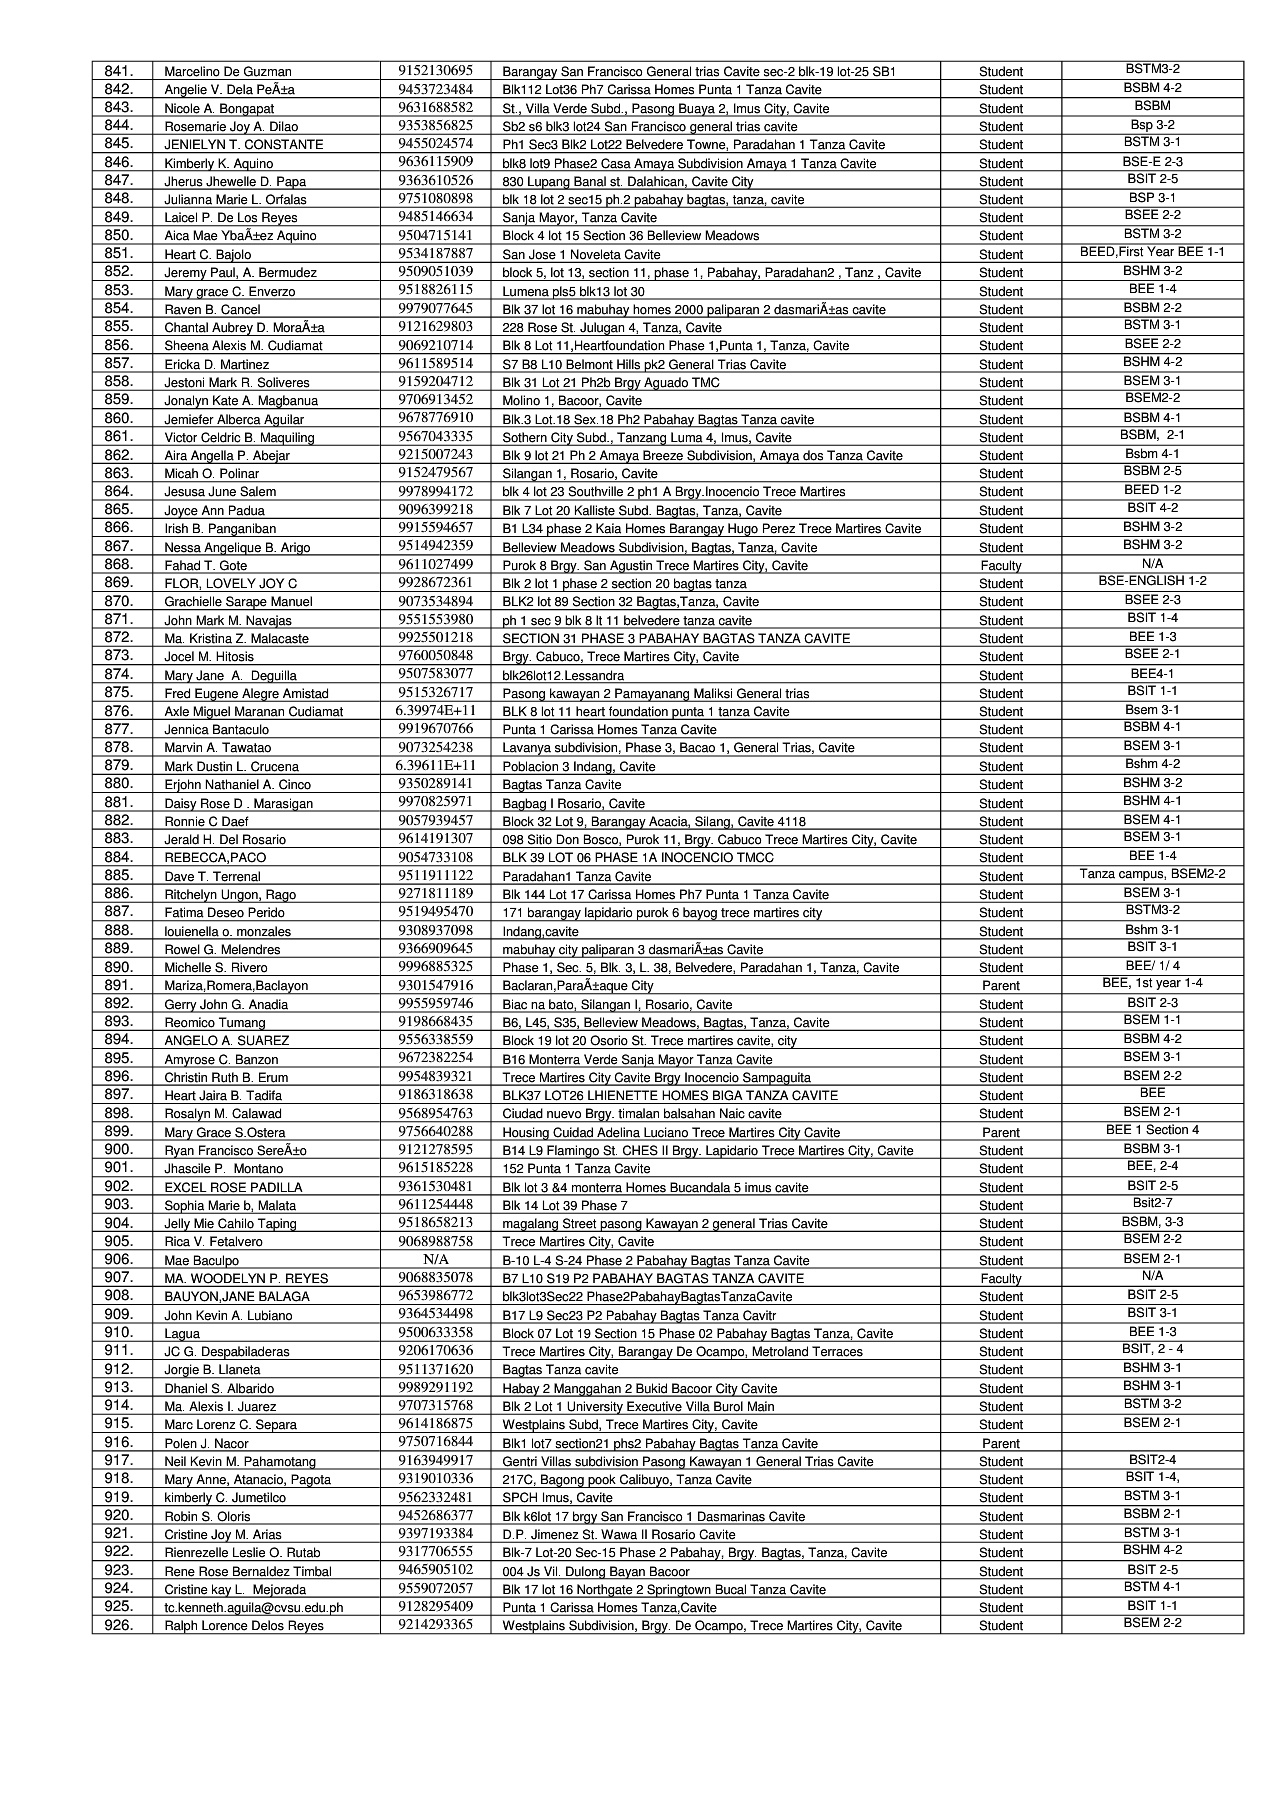 841. Marcelino De Guzman 9152130695 Barangay San Francisco General trias Cavite sec-2 blk-19 lot-25 SB1 Student BSTM3-2
842. Angelie V. Dela PeÃ±a 9453723484 Blk112 Lot36 Ph7 Carissa Homes Punta 1 Tanza Cavite Student BSBM 4-2
843. Nicole A. Bongapat 9631688582 St., Villa Verde Subd., Pasong Buaya 2, Imus City, Cavite Student BSBM
844. Rosemarie Joy A. Dilao 9353856825 Sb2 s6 blk3 lot24 San Francisco general trias cavite Student Bsp 3-2
845. JENIELYN T. CONSTANTE 9455024574 Ph1 Sec3 Blk2 Lot22 Belvedere Towne, Paradahan 1 Tanza Cavite Student BSTM 3-1
846. Kimberly K. Aquino 9636115909 blk8 lot9 Phase2 Casa Amaya Subdivision Amaya 1 Tanza Cavite Student BSE-E 2-3
847. Jherus Jhewelle D. Papa 9363610526 830 Lupang Banal st. Dalahican, Cavite City Student BSIT 2-5
848. Julianna Marie L. Orfalas 9751080898 blk 18 lot 2 sec15 ph.2 pabahay bagtas, tanza, cavite Student BSP 3-1
849. Laicel P. De Los Reyes 9485146634 Sanja Mayor, Tanza Cavite Student BSEE 2-2
850. Aica Mae YbaÃ±ez Aquino 9504715141 Block 4 lot 15 Section 36 Belleview Meadows Student BSTM 3-2
851. Heart C. Bajolo 9534187887 San Jose 1 Noveleta Cavite Student BEED,First Year BEE 1-1
852. Jeremy Paul, A. Bermudez 9509051039 block 5, lot 13, section 11, phase 1, Pabahay, Paradahan2 , Tanz , Cavite Student BSHM 3-2
853. Mary grace C. Enverzo 9518826115 Lumena pls5 blk13 lot 30 Student BEE 1-4
854. Raven B. Cancel 9979077645 Blk 37 lot 16 mabuhay homes 2000 paliparan 2 dasmariÃ±as cavite Student BSBM 2-2
855. Chantal Aubrey D. MoraÃ±a 9121629803 228 Rose St. Julugan 4, Tanza, Cavite Student BSTM 3-1
856. Sheena Alexis M. Cudiamat 9069210714 Blk 8 Lot 11,Heartfoundation Phase 1,Punta 1, Tanza, Cavite Student BSEE 2-2
857. Ericka D. Martinez 9611589514 S7 B8 L10 Belmont Hills pk2 General Trias Cavite Student BSHM 4-2
858. Jestoni Mark R. Soliveres 9159204712 Blk 31 Lot 21 Ph2b Brgy Aguado TMC Student BSEM 3-1
859. Jonalyn Kate A. Magbanua 9706913452 Molino 1, Bacoor, Cavite Student BSEM2-2
860. Jemiefer Alberca Aguilar 9678776910 Blk.3 Lot.18 Sex.18 Ph2 Pabahay Bagtas Tanza cavite Student BSBM 4-1
861. Victor Celdric B. Maquiling 9567043335 Sothern City Subd., Tanzang Luma 4, Imus, Cavite Student BSBM, 2-1
862. Aira Angella P. Abejar 9215007243 Blk 9 lot 21 Ph 2 Amaya Breeze Subdivision, Amaya dos Tanza Cavite Student Bsbm 4-1
863. Micah O. Polinar 9152479567 Silangan 1, Rosario, Cavite Student BSBM 2-5
864. Jesusa June Salem 9978994172 blk 4 lot 23 Southville 2 ph1 A Brgy.Inocencio Trece Martires Student BEED 1-2
865. Joyce Ann Padua 9096399218 Blk 7 Lot 20 Kalliste Subd. Bagtas, Tanza, Cavite Student BSIT 4-2
866. Irish B. Panganiban 9915594657 B1 L34 phase 2 Kaia Homes Barangay Hugo Perez Trece Martires Cavite Student BSHM 3-2
867. Nessa Angelique B. Arigo 9514942359 Belleview Meadows Subdivision, Bagtas, Tanza, Cavite Student BSHM 3-2
868. Fahad T. Gote 9611027499 Purok 8 Brgy. San Agustin Trece Martires City, Cavite Faculty N/A
869. FLOR, LOVELY JOY C 9928672361 Blk 2 lot 1 phase 2 section 20 bagtas tanza Student BSE-ENGLISH 1-2
870. Grachielle Sarape Manuel 9073534894 BLK2 lot 89 Section 32 Bagtas,Tanza, Cavite Student BSEE 2-3
871. John Mark M. Navajas 9551553980 ph 1 sec 9 blk 8 lt 11 belvedere tanza cavite Student BSIT 1-4
872. Ma. Kristina Z. Malacaste 9925501218 SECTION 31 PHASE 3 PABAHAY BAGTAS TANZA CAVITE Student BEE 1-3
873. Jocel M. Hitosis 9760050848 Brgy. Cabuco, Trece Martires City, Cavite Student BSEE 2-1
874. Mary Jane A. Deguilla 9507583077 blk26lot12.Lessandra Student BEE4-1
875. Fred Eugene Alegre Amistad 9515326717 Pasong kawayan 2 Pamayanang Maliksi General trias Student BSIT 1-1
876. Axle Miguel Maranan Cudiamat 6.39974E+11 BLK 8 lot 11 heart foundation punta 1 tanza Cavite Student Bsem 3-1
877. Jennica Bantaculo 9919670766 Punta 1 Carissa Homes Tanza Cavite Student BSBM 4-1
878. Marvin A. Tawatao 9073254238 Lavanya subdivision, Phase 3, Bacao 1, General Trias, Cavite Student BSEM 3-1
879. Mark Dustin L. Crucena 6.39611E+11 Poblacion 3 Indang, Cavite Student Bshm 4-2
880. Erjohn Nathaniel A. Cinco 9350289141 Bagtas Tanza Cavite Student BSHM 3-2
881. Daisy Rose D . Marasigan 9970825971 Bagbag I Rosario, Cavite Student BSHM 4-1
882. Ronnie C Daef 9057939457 Block 32 Lot 9, Barangay Acacia, Silang, Cavite 4118 Student BSEM 4-1
883. Jerald H. Del Rosario 9614191307 098 Sitio Don Bosco, Purok 11, Brgy. Cabuco Trece Martires City, Cavite Student BSEM 3-1
884. REBECCA,PACO 9054733108 BLK 39 LOT 06 PHASE 1A INOCENCIO TMCC Student BEE 1-4
885. Dave T. Terrenal 9511911122 Paradahan1 Tanza Cavite Student Tanza campus, BSEM2-2
886. Ritchelyn Ungon, Rago 9271811189 Blk 144 Lot 17 Carissa Homes Ph7 Punta 1 Tanza Cavite Student BSEM 3-1
887. Fatima Deseo Perido 9519495470 171 barangay lapidario purok 6 bayog trece martires city Student BSTM3-2
888. louienella o. monzales 9308937098 Indang,cavite Student Bshm 3-1
889. Rowel G. Melendres 9366909645 mabuhay city paliparan 3 dasmariÃ±as Cavite Student BSIT 3-1
890. Michelle S. Rivero 9996885325 Phase 1, Sec. 5, Blk. 3, L. 38, Belvedere, Paradahan 1, Tanza, Cavite Student BEE/ 1/ 4
891. Mariza,Romera,Baclayon 9301547916 Baclaran,ParaÃ±aque City Parent BEE, 1st year 1-4
892. Gerry John G. Anadia 9955959746 Biac na bato, Silangan I, Rosario, Cavite Student BSIT 2-3
893. Reomico Tumang 9198668435 B6, L45, S35, Belleview Meadows, Bagtas, Tanza, Cavite Student BSEM 1-1
894. ANGELO A. SUAREZ 9556338559 Block 19 lot 20 Osorio St. Trece martires cavite, city Student BSBM 4-2
895. Amyrose C. Banzon 9672382254 B16 Monterra Verde Sanja Mayor Tanza Cavite Student BSEM 3-1
896. Christin Ruth B. Erum 9954839321 Trece Martires City Cavite Brgy Inocencio Sampaguita Student BSEM 2-2
897. Heart Jaira B. Tadifa 9186318638 BLK37 LOT26 LHIENETTE HOMES BIGA TANZA CAVITE Student BEE
898. Rosalyn M. Calawad 9568954763 Ciudad nuevo Brgy. timalan balsahan Naic cavite Student BSEM 2-1
899. Mary Grace S.Ostera 9756640288 Housing Cuidad Adelina Luciano Trece Martires City Cavite Parent BEE 1 Section 4
900. Ryan Francisco SereÃ±o 9121278595 B14 L9 Flamingo St. CHES II Brgy. Lapidario Trece Martires City, Cavite Student BSBM 3-1
901. Jhascile P. Montano 9615185228 152 Punta 1 Tanza Cavite Student BEE, 2-4
902. EXCEL ROSE PADILLA 9361530481 Blk lot 3 &4 monterra Homes Bucandala 5 imus cavite Student BSIT 2-5
903. Sophia Marie b, Malata 9611254448 Blk 14 Lot 39 Phase 7 Student Bsit2-7
904. Jelly Mie Cahilo Taping 9518658213 magalang Street pasong Kawayan 2 general Trias Cavite Student BSBM, 3-3
905. Rica V. Fetalvero 9068988758 Trece Martires City, Cavite Student BSEM 2-2
906. Mae Baculpo N/A B-10 L-4 S-24 Phase 2 Pabahay Bagtas Tanza Cavite Student BSEM 2-1
907. MA. WOODELYN P. REYES 9068835078 B7 L10 S19 P2 PABAHAY BAGTAS TANZA CAVITE Faculty N/A
908. BAUYON,JANE BALAGA 9653986772 blk3lot3Sec22 Phase2PabahayBagtasTanzaCavite Student BSIT 2-5
909. John Kevin A. Lubiano 9364534498 B17 L9 Sec23 P2 Pabahay Bagtas Tanza Cavitr Student BSIT 3-1
910. Lagua 9500633358 Block 07 Lot 19 Section 15 Phase 02 Pabahay Bagtas Tanza, Cavite Student BEE 1-3
911. JC G. Despabiladeras 9206170636 Trece Martires City, Barangay De Ocampo, Metroland Terraces Student BSIT, 2 - 4
912. Jorgie B. Llaneta 9511371620 Bagtas Tanza cavite Student BSHM 3-1
913. Dhaniel S. Albarido 9989291192 Habay 2 Manggahan 2 Bukid Bacoor City Cavite Student BSHM 3-1
914. Ma. Alexis I. Juarez 9707315768 Blk 2 Lot 1 University Executive Villa Burol Main Student BSTM 3-2
915. Marc Lorenz C. Separa 9614186875 Westplains Subd, Trece Martires City, Cavite Student BSEM 2-1
916. Polen J. Nacor 9750716844 Blk1 lot7 section21 phs2 Pabahay Bagtas Tanza Cavite Parent
917. Neil Kevin M. Pahamotang 9163949917 Gentri Villas subdivision Pasong Kawayan 1 General Trias Cavite Student BSIT2-4
918. Mary Anne, Atanacio, Pagota 9319010336 217C, Bagong pook Calibuyo, Tanza Cavite Student BSIT 1-4,
919. kimberly C. Jumetilco 9562332481 SPCH Imus, Cavite Student BSTM 3-1
920. Robin S. Oloris 9452686377 Blk k6lot 17 brgy San Francisco 1 Dasmarinas Cavite Student BSBM 2-1
921. Cristine Joy M. Arias 9397193384 D.P. Jimenez St. Wawa II Rosario Cavite Student BSTM 3-1
922. Rienrezelle Leslie O. Rutab 9317706555 Blk-7 Lot-20 Sec-15 Phase 2 Pabahay, Brgy. Bagtas, Tanza, Cavite Student BSHM 4-2
923. Rene Rose Bernaldez Timbal 9465905102 004 Js Vil. Dulong Bayan Bacoor Student BSIT 2-5
924. Cristine kay L. Mejorada 9559072057 Blk 17 lot 16 Northgate 2 Springtown Bucal Tanza Cavite Student BSTM 4-1
925. tc.kenneth.aguila@cvsu.edu.ph 9128295409 Punta 1 Carissa Homes Tanza,Cavite Student BSIT 1-1
926. Ralph Lorence Delos Reyes 9214293365 Westplains Subdivision, Brgy. De Ocampo, Trece Martires City, Cavite Student BSEM 2-2